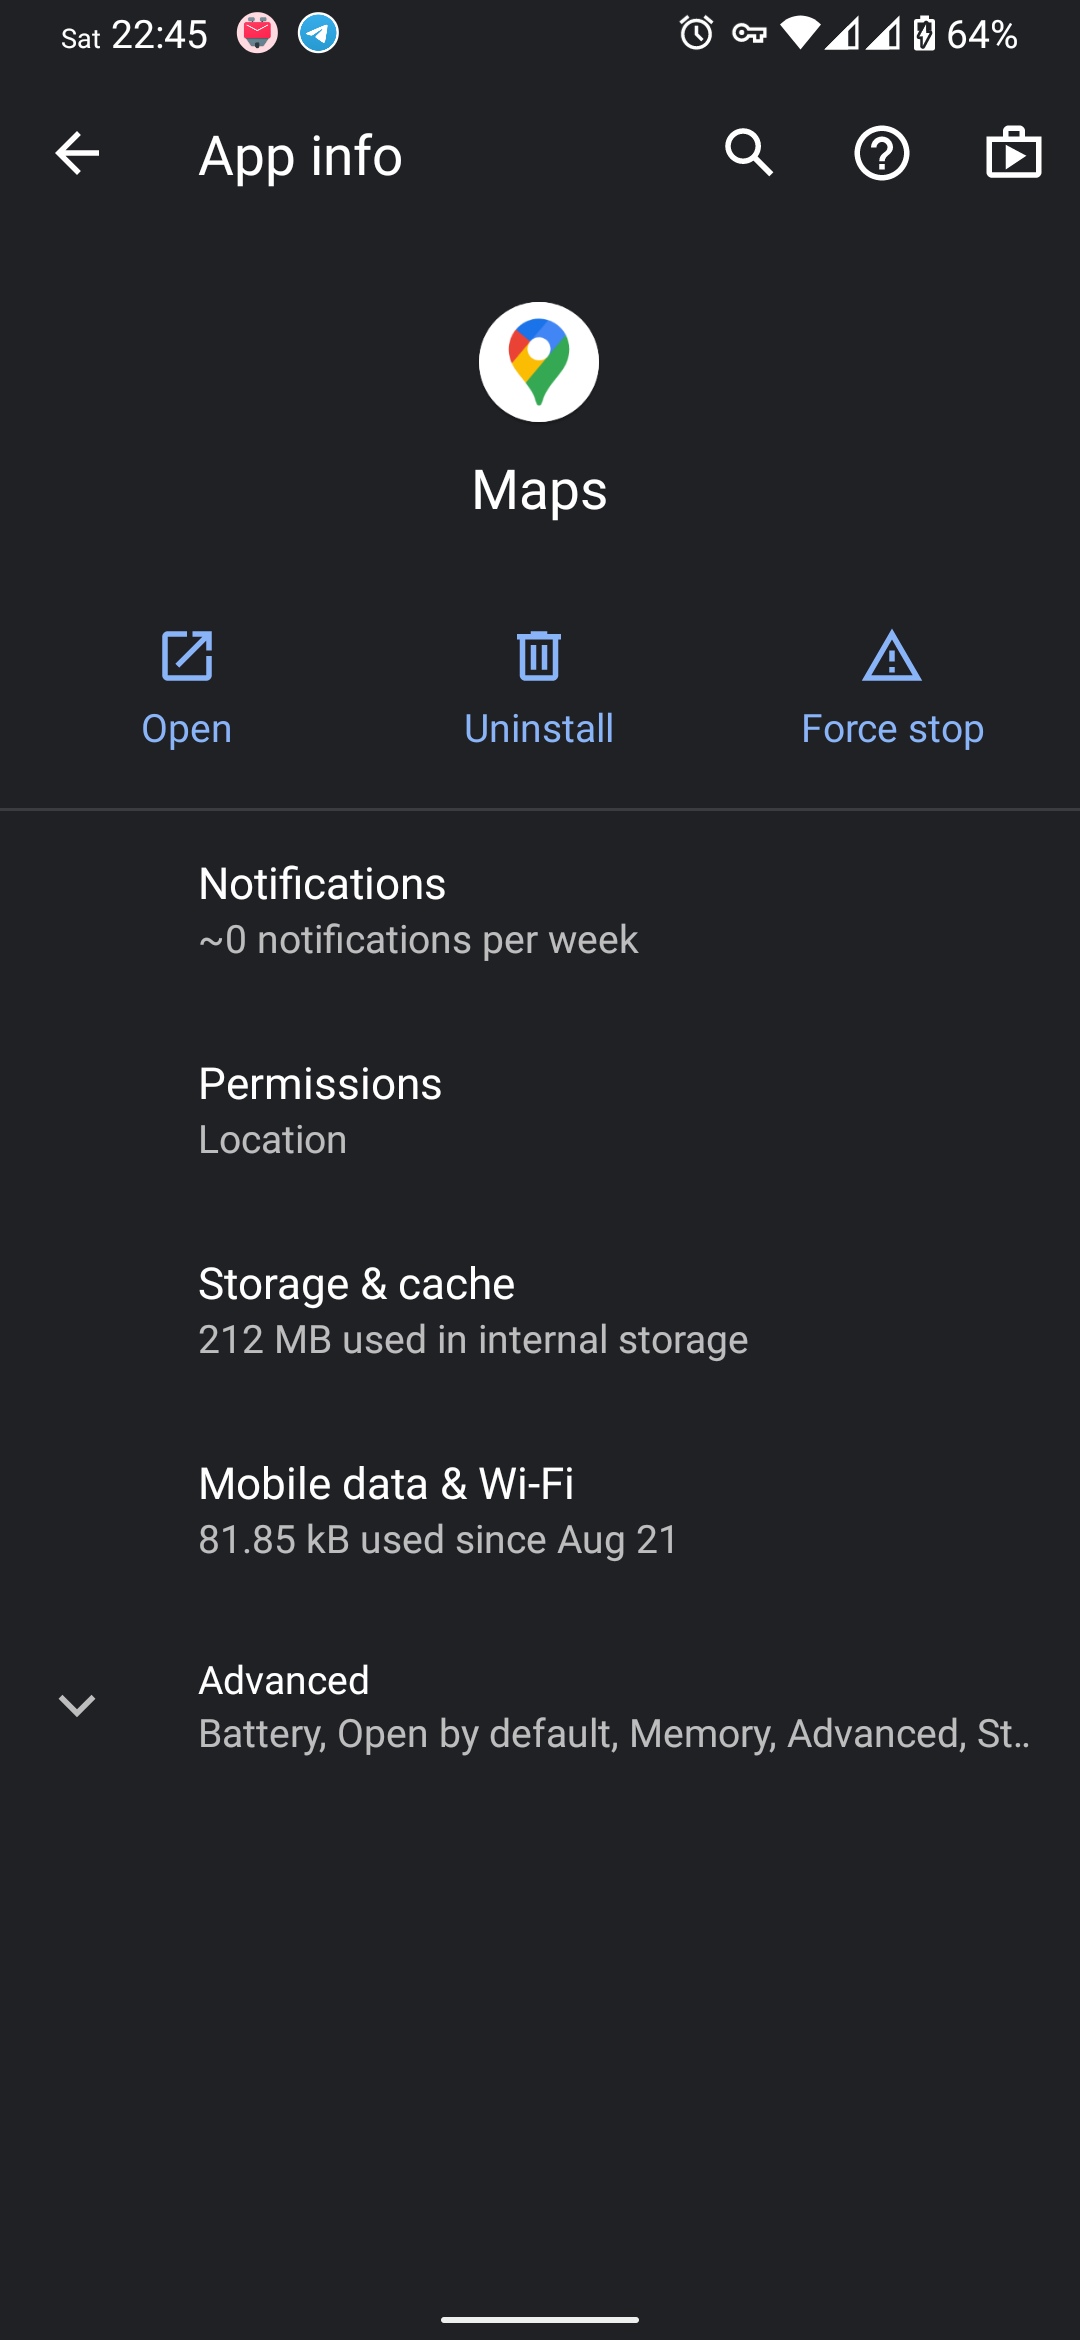 Sat 22:45 64%
App info
Maps
Open Uninstall Force stop
Notifications
~0 notifications per week
Permissions
Location
Storage & cache
212 MB used in internal storage
Mobile data & Wi-Fi
81.85 kB used since Aug 21
Advanced
Battery, Open by default, Memory, Advanced, St..